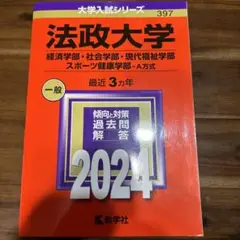 大学入試シリーズ
397
法政大学
経済学部・社会学部・現代福祉学部
スポーツ健康学部-A方式
最近3カ年
一般
傾向と対策
過去問
解答
2024
教学社